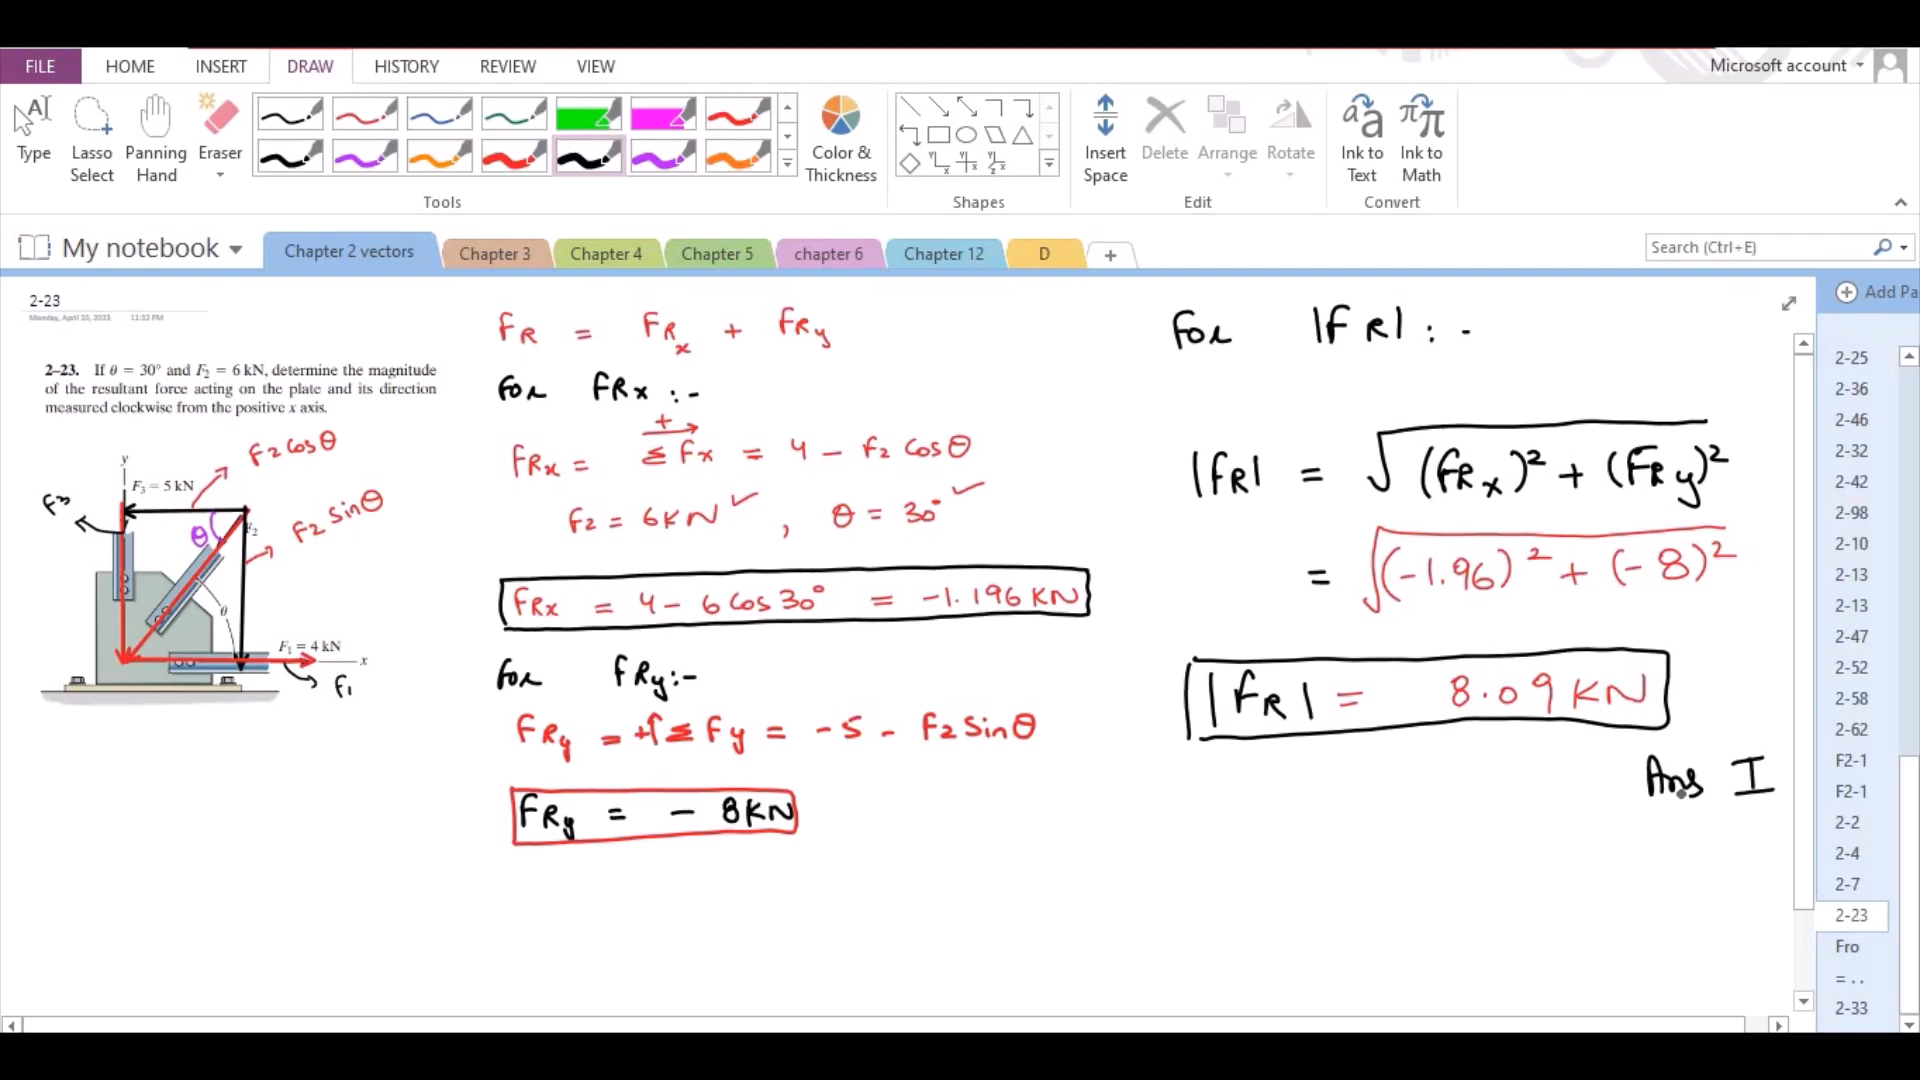 FILE HOME INSERT DRAW HISTORY REVIEW VIEW Microsoft account
Type
Lasso Select
Panning Hand
Eraser
Color & Thickness
Insert Space
Delete
Arrange
Rotate
Ink to Text
Ink to Math
Tools Shapes Edit Convert
My notebook Chapter 2 vectors Chapter 3 Chapter 4 Chapter 5 chapter 6 Chapter 12 D + Search (Ctrl+E)
2-23
Monday, April 10, 2023 11:32 PM
2–23. If θ = 30° and F₂ = 6 kN, determine the magnitude
of the resultant force acting on the plate and its direction
measured clockwise from the positive x axis.
F2 Cosθ
y
F₃ = 5 kN
F3
F2 Sinθ
θ
F₂
θ
F₁ = 4 kN
x
F1
FR = FRx + FRy
For FRx :-
FRx = +→ ΣFx = 4 - F2 Cosθ
F2 = 6KN ✓ , θ = 30° ✓
FRx = 4 - 6 Cos30° = -1.196 KN
For FRy:-
FRy = +↑ΣFy = -5 - F2 Sinθ
FRy = - 8KN
For |FR| : -
|FR| = √(FRx)² + (FRy)²
= √(-1.96)² + (-8)²
|FR| = 8.09 KN
Ans I
Add Pa
2-25
2-36
2-46
2-32
2-42
2-98
2-10
2-13
2-13
2-47
2-52
2-58
2-62
F2-1
F2-1
2-2
2-4
2-7
2-23
Fro
= . .
2-33